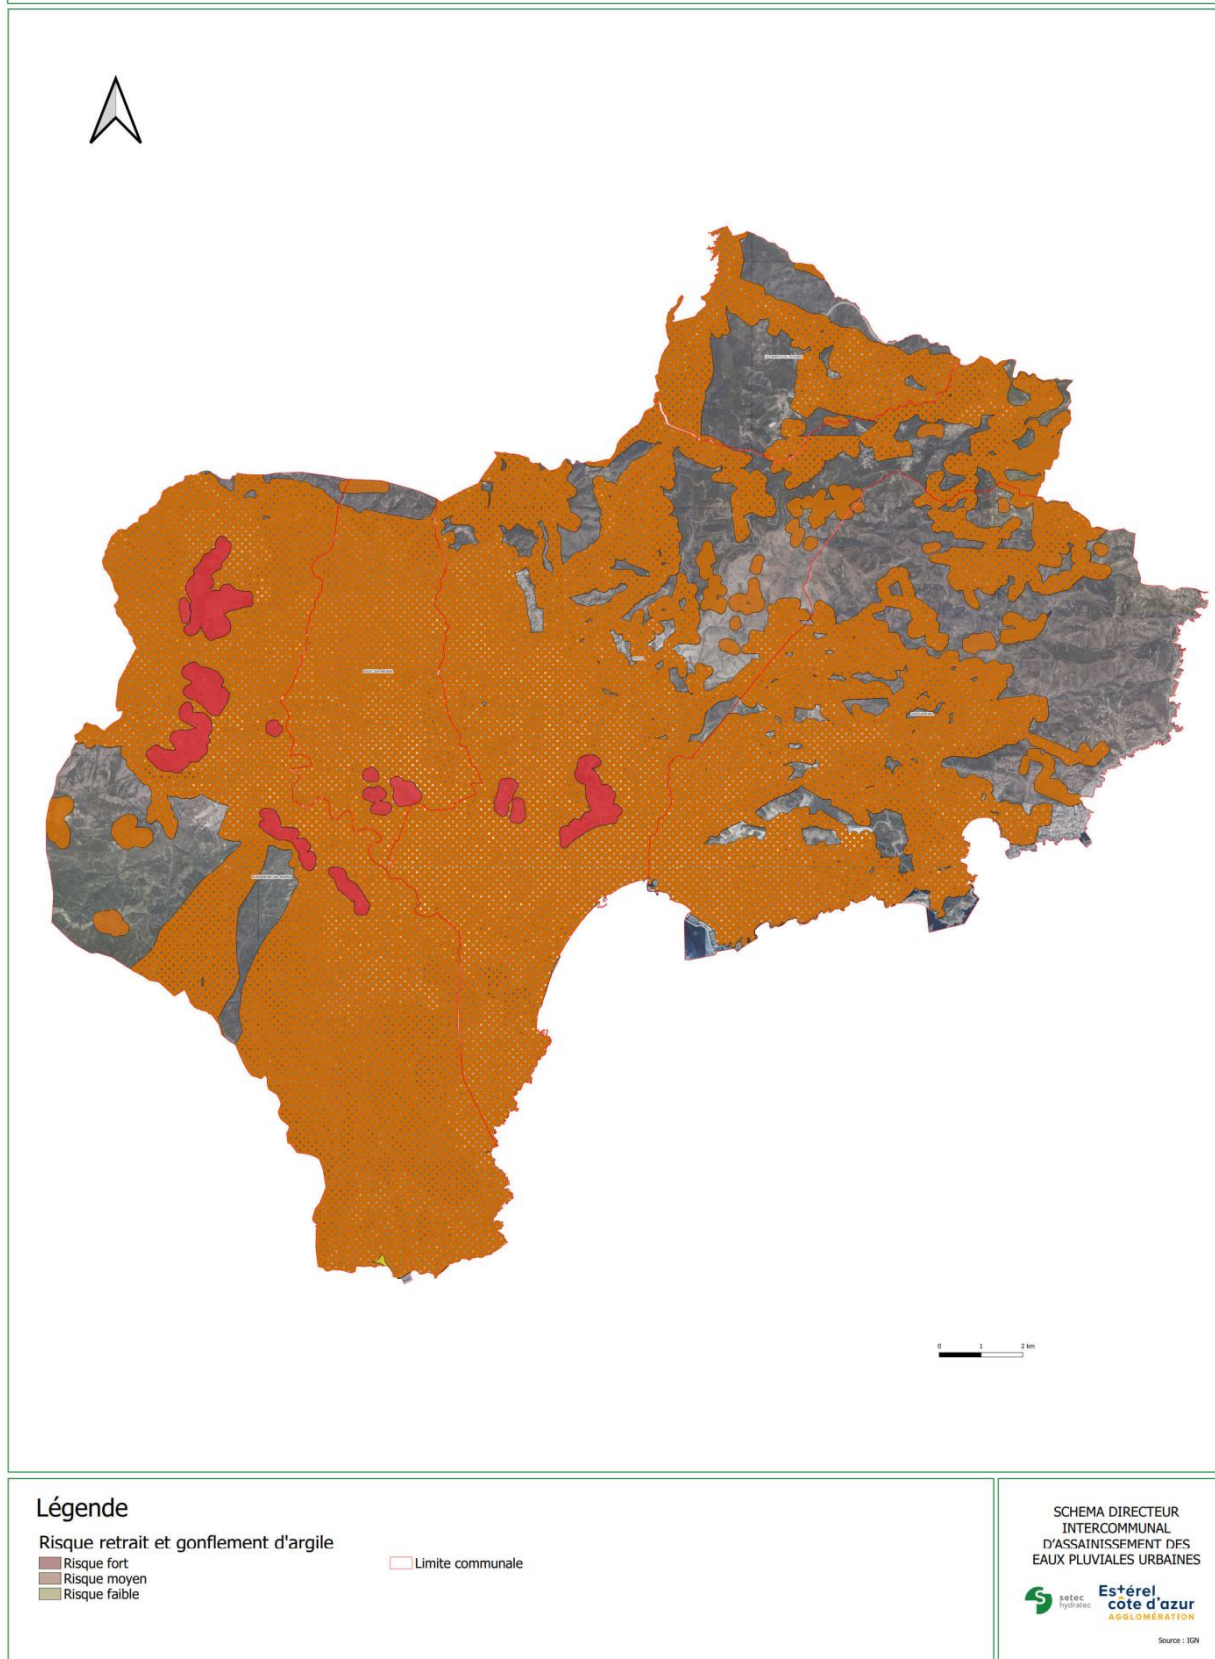 0 1 2 km
Légende
Risque retrait et gonflement d'argile
Risque fort
Risque moyen
Risque faible
Limite communale
SCHEMA DIRECTEUR
INTERCOMMUNAL
D'ASSAINISSEMENT DES
EAUX PLUVIALES URBAINES
setec
hydratec
Estérel
côte d'azur
AGGLOMÉRATION
Source : IGN